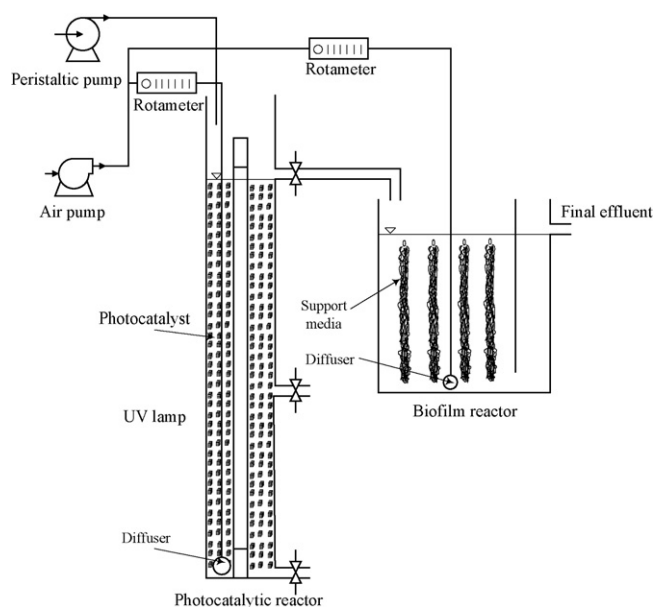 Peristaltic pump
Rotameter
Rotameter
Air pump
Final effluent
Support
media
Photocatalyst
Diffuser
Biofilm reactor
UV lamp
Diffuser
Photocatalytic reactor